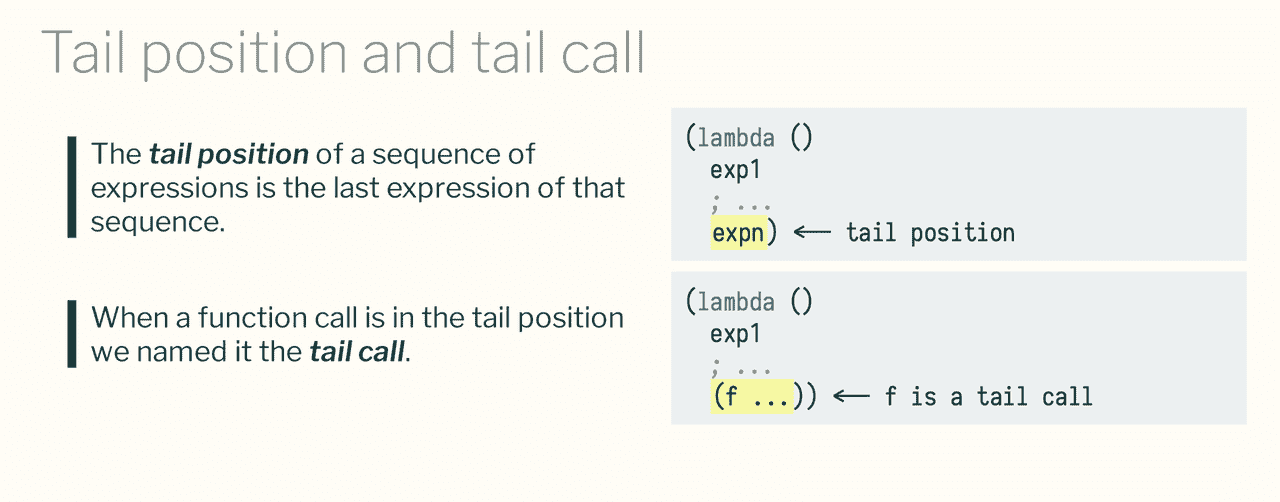 Tail position and tail call
The tail position of a sequence of
expressions is the last expression of that
sequence.
When a function call is in the tail position
we named it the tail call.
(lambda ()
exp1
; ...
expn) ⟵ tail position
(lambda ()
exp1
; ...
(f ...)) ⟵ f is a tail call